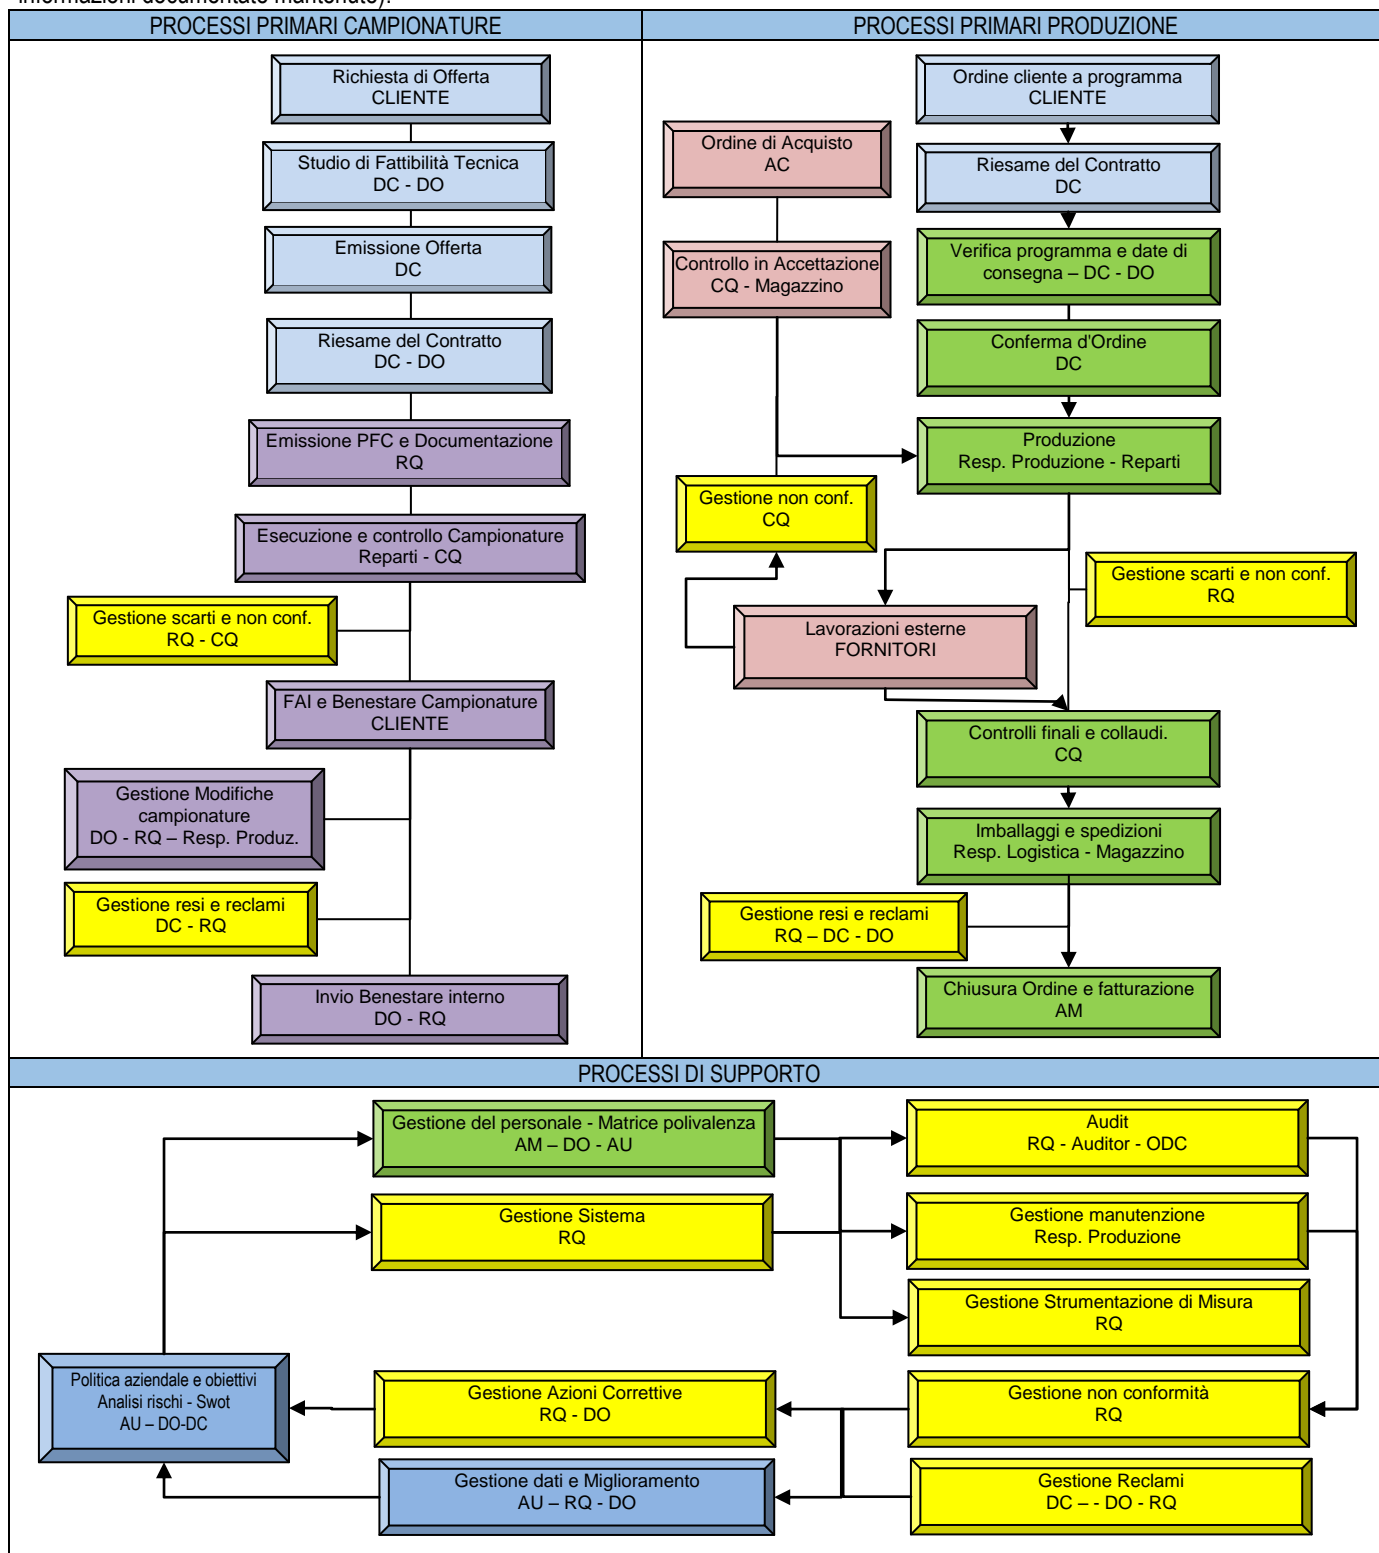 informazioni documentate mantenute).
PROCESSI PRIMARI CAMPIONATURE
Richiesta di Offerta
CLIENTE
Studio di Fattibilità Tecnica
DC - DO
Emissione Offerta
DC
Riesame del Contratto
DC - DO
Emissione PFC e Documentazione
RQ
Esecuzione e controllo Campionature
Reparti - CQ
Gestione scarti e non conf.
RQ - CQ
FAI e Benestare Campionature
CLIENTE
Gestione Modifiche
campionature
DO - RQ – Resp. Produz.
Gestione resi e reclami
DC - RQ
Invio Benestare interno
DO - RQ
PROCESSI PRIMARI PRODUZIONE
Ordine cliente a programma
CLIENTE
Ordine di Acquisto
AC
Riesame del Contratto
DC
Controllo in Accettazione
CQ - Magazzino
Verifica programma e date di
consegna – DC - DO
Conferma d'Ordine
DC
Produzione
Resp. Produzione - Reparti
Gestione non conf.
CQ
Gestione scarti e non conf.
RQ
Lavorazioni esterne
FORNITORI
Controlli finali e collaudi.
CQ
Imballaggi e spedizioni
Resp. Logistica - Magazzino
Gestione resi e reclami
RQ – DC - DO
Chiusura Ordine e fatturazione
AM
PROCESSI DI SUPPORTO
Gestione del personale - Matrice polivalenza
AM – DO - AU
Audit
RQ - Auditor - ODC
Gestione Sistema
RQ
Gestione manutenzione
Resp. Produzione
Gestione Strumentazione di Misura
RQ
Politica aziendale e obiettivi
Analisi rischi - Swot
AU – DO-DC
Gestione Azioni Correttive
RQ - DO
Gestione non conformità
RQ
Gestione dati e Miglioramento
AU – RQ - DO
Gestione Reclami
DC – - DO - RQ